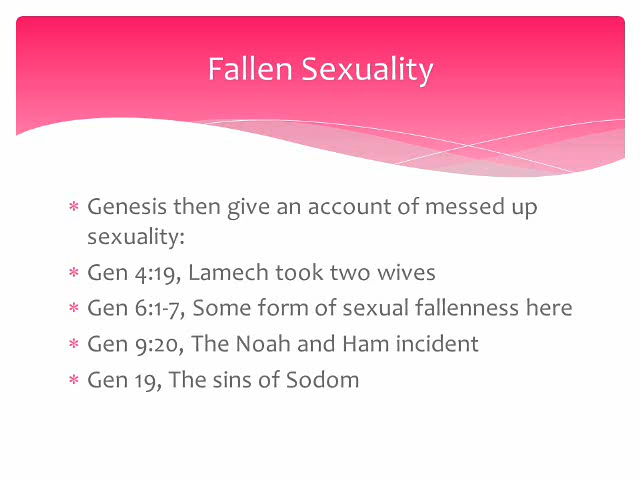 Fallen Sexuality
* Genesis then give an account of messed up
sexuality:
* Gen 4:19, Lamech took two wives
* Gen 6:1-7, Some form of sexual fallenness here
* Gen 9:20, The Noah and Ham incident
* Gen 19, The sins of Sodom